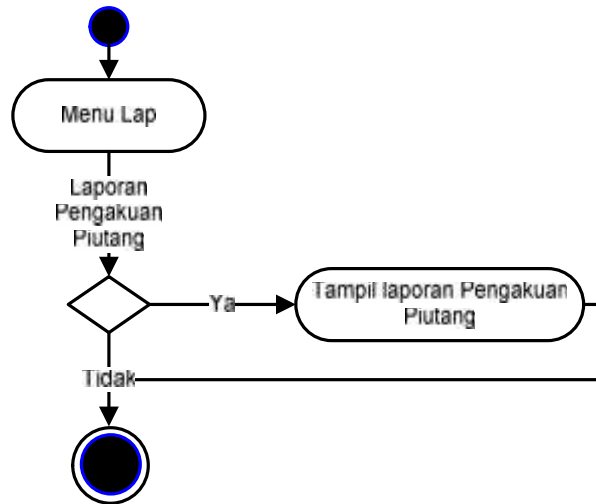 Menu Lap
Laporan
Pengakuan
Piutang
Ya
Tampil laporan Pengakuan
Piutang
Tidak